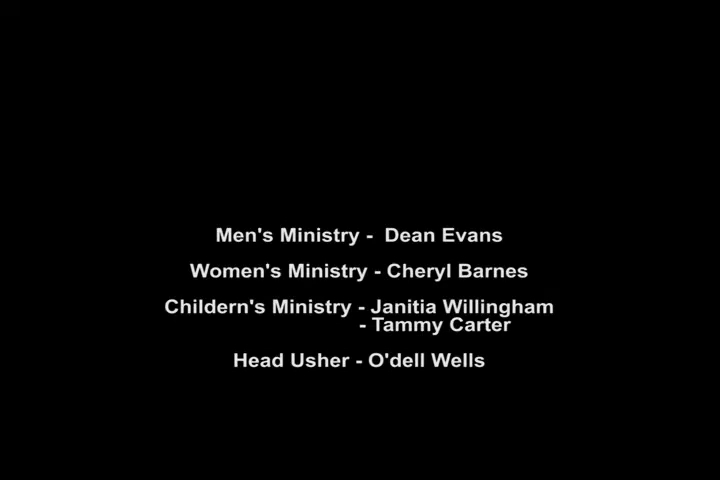 Men's Ministry - Dean Evans
Women's Ministry - Cheryl Barnes
Childern's Ministry - Janitia Willingham
- Tammy Carter
Head Usher - O'dell Wells